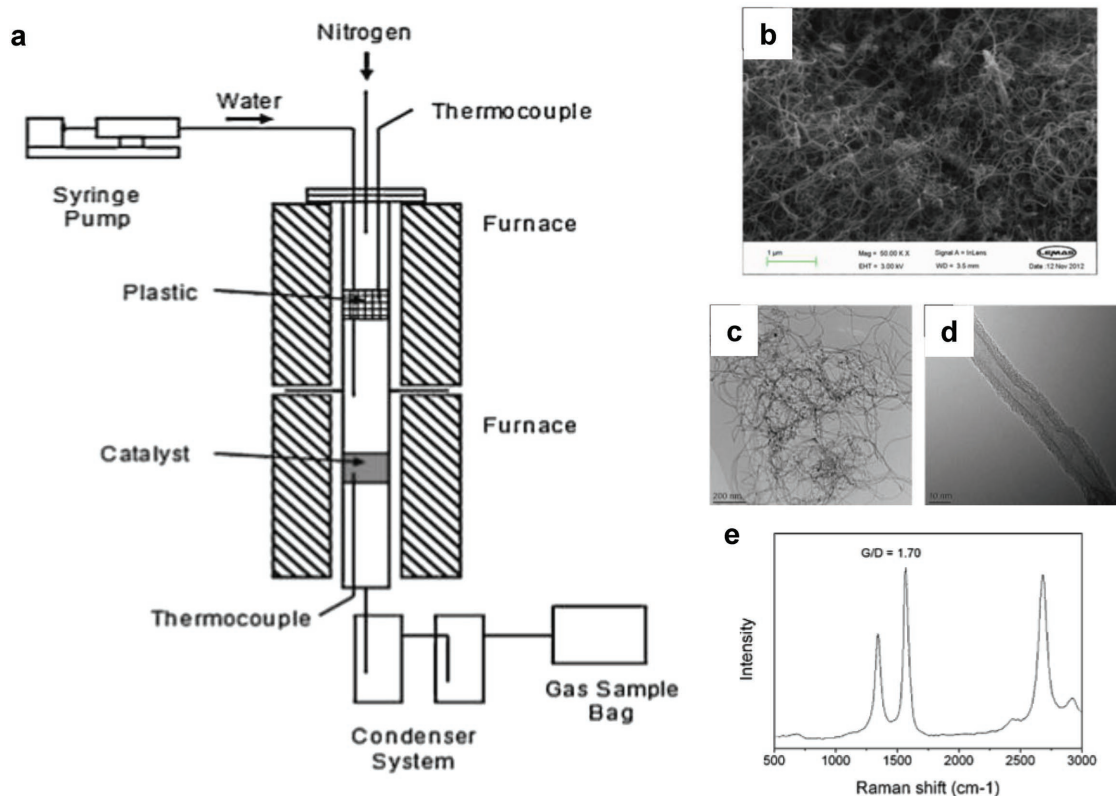 a
Nitrogen
Water
Thermocouple
Syringe
Pump
Furnace
Plastic
Furnace
Catalyst
Thermocouple
Condenser
System
Gas Sample
Bag
b
1 µm
Mag = 50.00 K X
Signal A = InLens
EHT = 3.00 kV
WD = 3.5 mm
LEMAS
Date :12 Nov 2012
c
200 nm
d
10 nm
e
G/D = 1.70
Intensity
500
1000
1500
2000
2500
3000
Raman shift (cm-1)